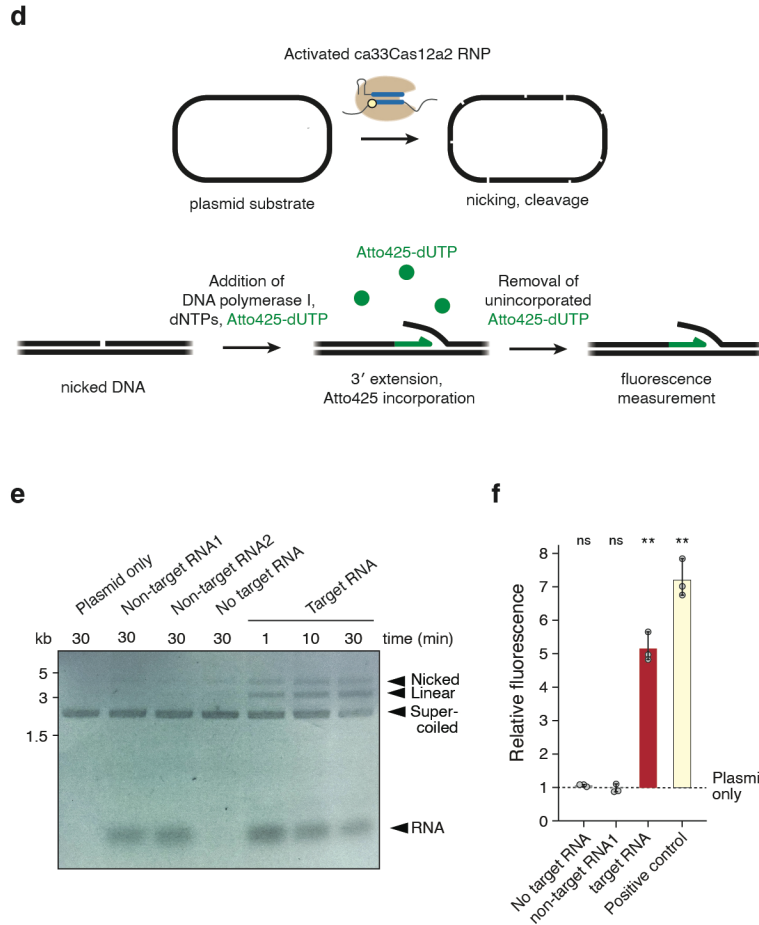 d
Activated ca33Cas12a2 RNP
plasmid substrate
nicking, cleavage
Addition of
DNA polymerase I,
dNTPs, Atto425-dUTP
Atto425-dUTP
Removal of
unincorporated
Atto425-dUTP
nicked DNA
3′ extension,
Atto425 incorporation
fluorescence
measurement
e
Plasmid only
Non-target RNA1
Non-target RNA2
No target RNA
Target RNA
kb 30 30 30 30 1 10 30 time (min)
5
3
1.5
Nicked
Linear
Super-
coiled
RNA
f
ns ns ** **
Relative fluorescence
8
7
6
5
4
3
2
1
0
Plasmi
only
No target RNA
non-target RNA1
target RNA
Positive control